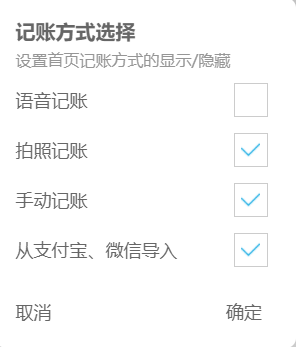 记账方式选择
设置首页记账方式的显示/隐藏
语音记账
拍照记账
手动记账
从支付宝、微信导入
取消 确定